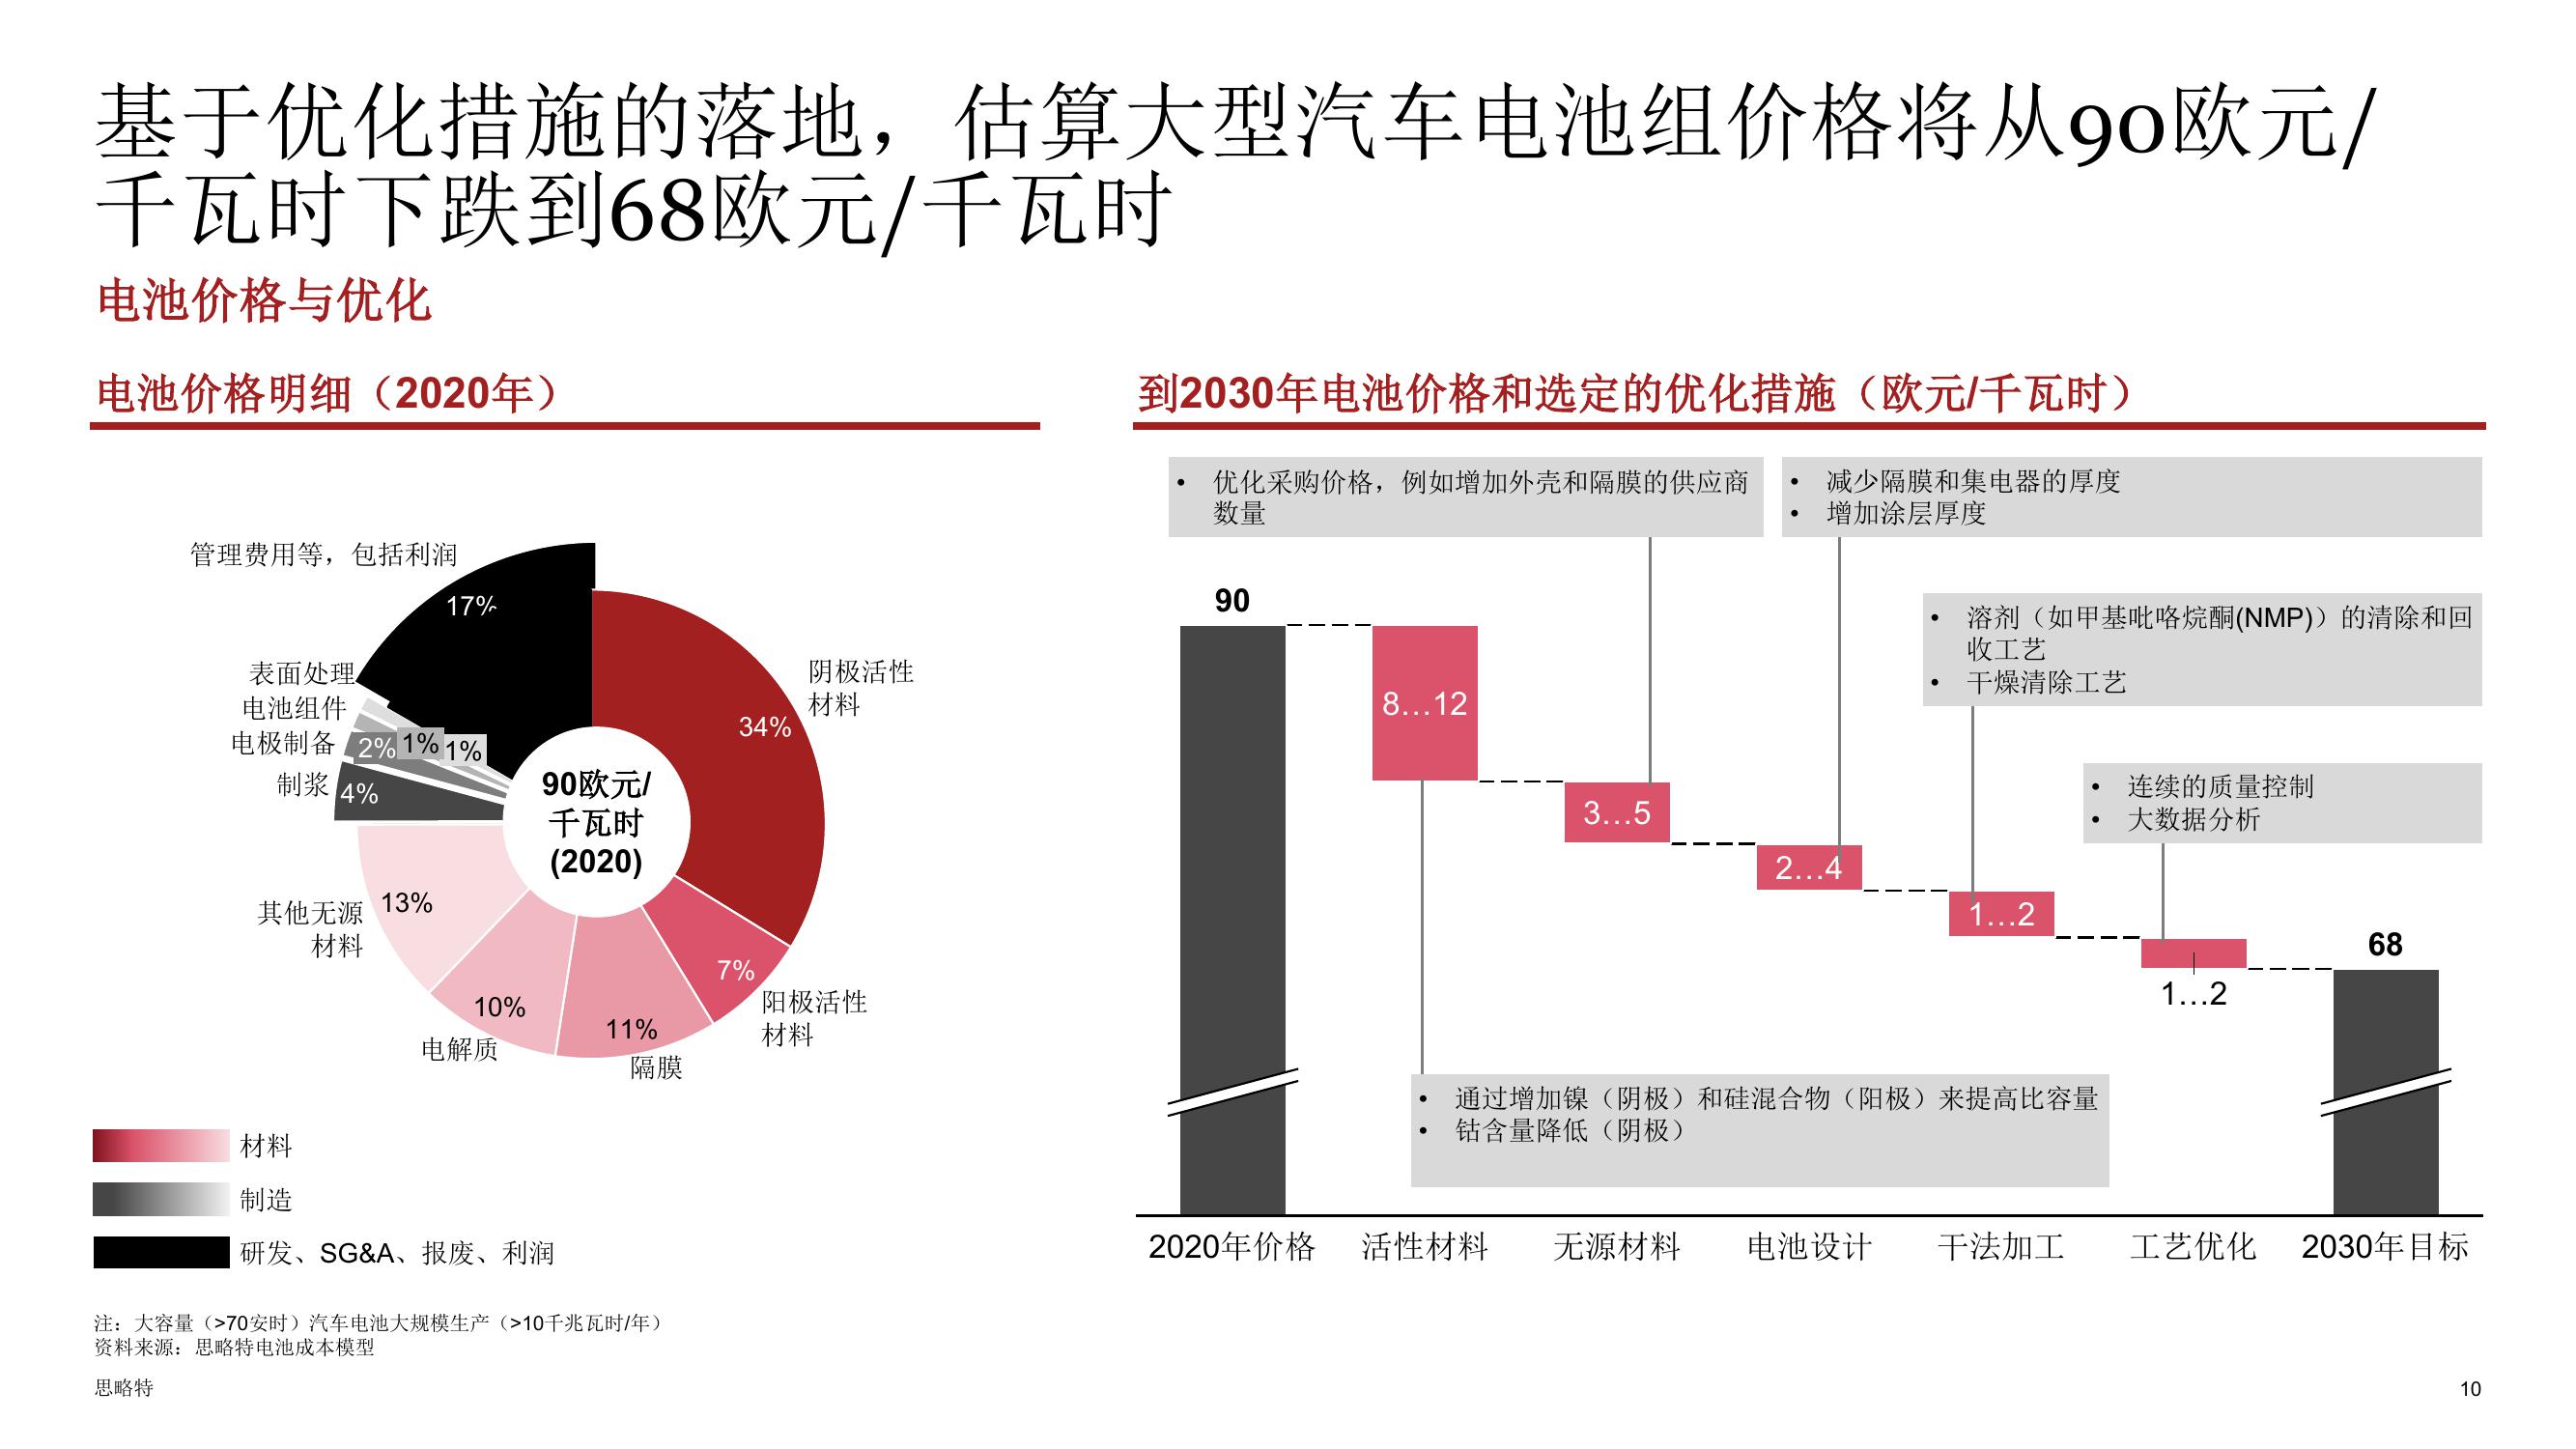 基于优化措施的落地，估算大型汽车电池组价格将从90欧元/
千瓦时下跌到68欧元/千瓦时
电池价格与优化
电池价格明细（2020年）
管理费用等，包括利润
17%
表面处理
电池组件
电极制备
制浆
2%
1%
1%
4%
阴极活性
材料
34%
90欧元/
千瓦时
(2020)
其他无源
材料
13%
7%
阳极活性
材料
10%
电解质
11%
隔膜
材料
制造
研发、SG&A、报废、利润
到2030年电池价格和选定的优化措施（欧元/千瓦时）
• 优化采购价格，例如增加外壳和隔膜的供应商
数量
• 减少隔膜和集电器的厚度
• 增加涂层厚度
• 溶剂（如甲基吡咯烷酮(NMP)）的清除和回
收工艺
• 干燥清除工艺
• 连续的质量控制
• 大数据分析
90
8…12
3…5
2…4
1…2
1…2
68
• 通过增加镍（阴极）和硅混合物（阳极）来提高比容量
• 钴含量降低（阴极）
2020年价格
活性材料
无源材料
电池设计
干法加工
工艺优化
2030年目标
注：大容量（>70安时）汽车电池大规模生产（>10千兆瓦时/年）
资料来源：思略特电池成本模型
思略特
10